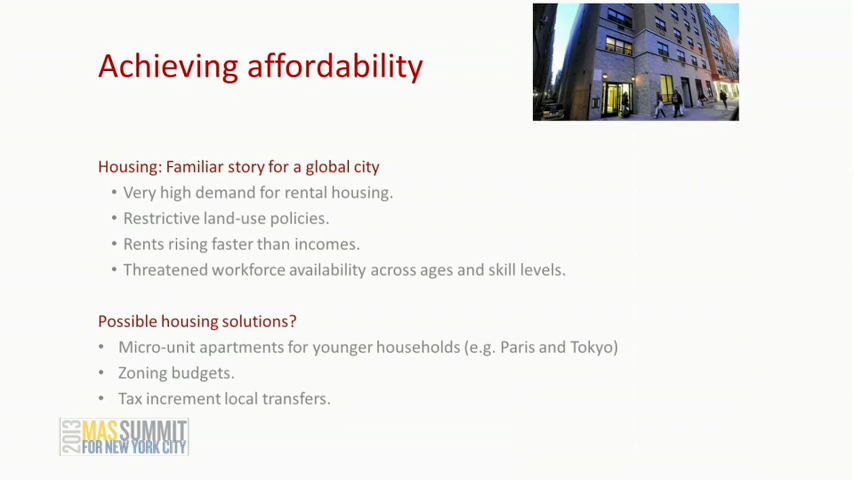 Achieving affordability
Housing: Familiar story for a global city
• Very high demand for rental housing.
• Restrictive land-use policies.
• Rents rising faster than incomes.
• Threatened workforce availability across ages and skill levels.
Possible housing solutions?
• Micro-unit apartments for younger households (e.g. Paris and Tokyo)
• Zoning budgets.
• Tax increment local transfers.
2013 MAS SUMMIT
FOR NEW YORK CITY